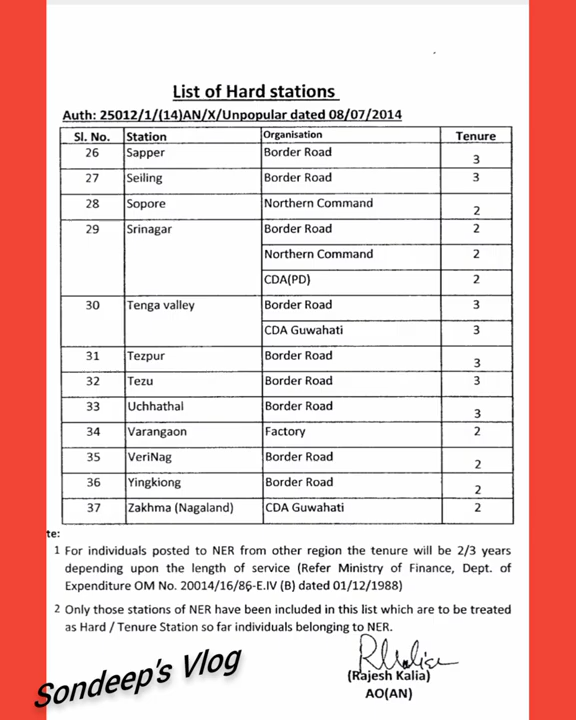 List of Hard stations
Auth: 25012/1/(14)AN/X/Unpopular dated 08/07/2014
Sl. No. Station Organisation Tenure
26 Sapper Border Road 3
27 Seiling Border Road 3
28 Sopore Northern Command 2
29 Srinagar Border Road 2
Northern Command 2
CDA(PD) 2
30 Tenga valley Border Road 3
CDA Guwahati 3
31 Tezpur Border Road 3
32 Tezu Border Road 3
33 Uchhathal Border Road 3
34 Varangaon Factory 2
35 VeriNag Border Road 2
36 Yingkiong Border Road 2
37 Zakhma (Nagaland) CDA Guwahati 2
te:
1 For individuals posted to NER from other region the tenure will be 2/3 years
depending upon the length of service (Refer Ministry of Finance, Dept. of
Expenditure OM No. 20014/16/86-E.IV (B) dated 01/12/1988)
2 Only those stations of NER have been included in this list which are to be treated
as Hard / Tenure Station so far individuals belonging to NER.
(Rajesh Kalia)
AO(AN)
Sondeep's Vlog